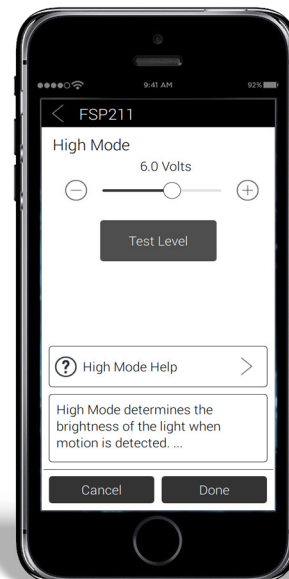 9:41 AM 92%
FSP211
High Mode
6.0 Volts
Test Level
High Mode Help
High Mode determines the
brightness of the light when
motion is detected. ...
Cancel Done